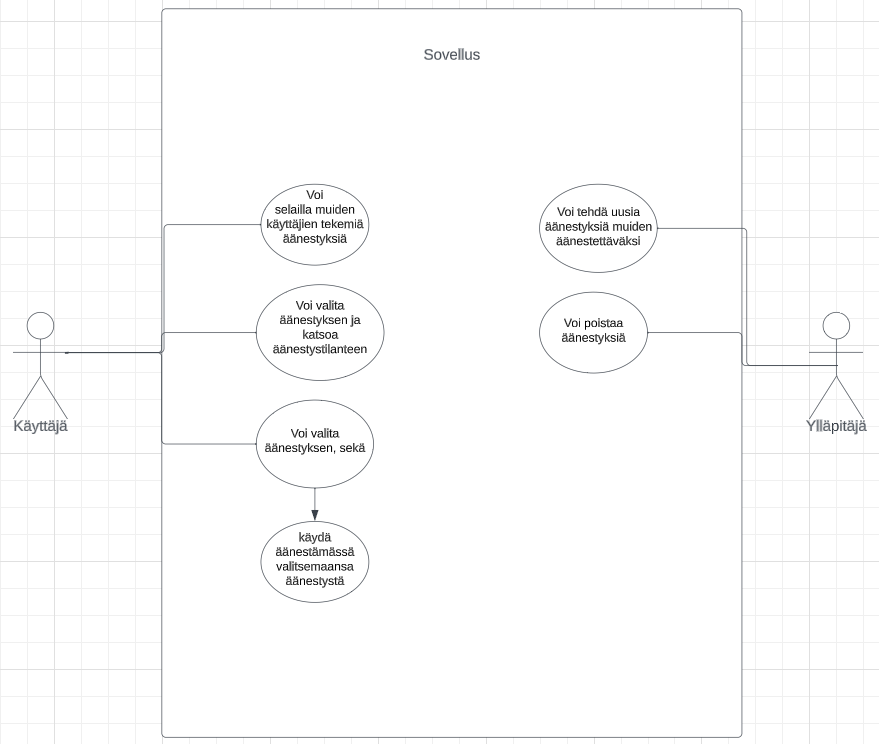 Sovellus
Voi
selailla muiden
käyttäjien tekemiä
äänestyksiä
Voi valita
äänestyksen ja
katsoa
äänestystilanteen
Voi valita
äänestyksen, sekä
käydä
äänestämässä
valitsemaansa
äänestystä
Voi tehdä uusia
äänestyksiä muiden
äänestettäväksi
Voi poistaa
äänestyksiä
Käyttäjä
Ylläpitäjä